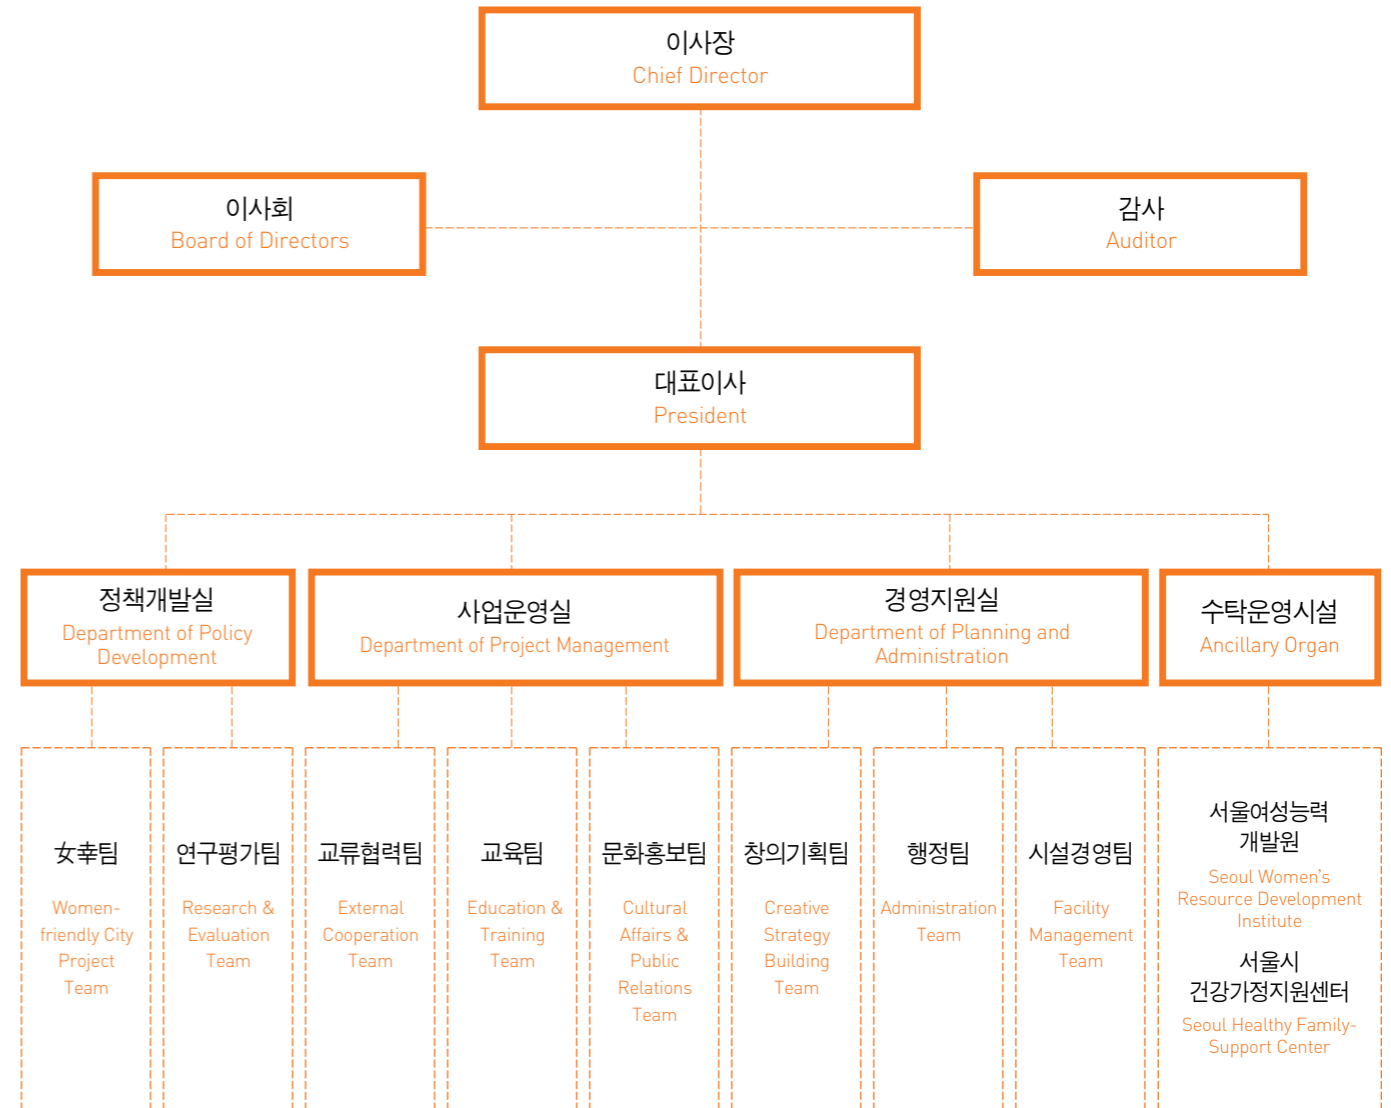 이사장
Chief Director
이사회
Board of Directors
감사
Auditor
대표이사
President
정책개발실
Department of Policy
Development
사업운영실
Department of Project Management
경영지원실
Department of Planning and
Administration
수탁운영시설
Ancillary Organ
女幸팀
Women-
friendly City
Project
Team
연구평가팀
Research &
Evaluation
Team
교류협력팀
External
Cooperation
Team
교육팀
Education &
Training
Team
문화홍보팀
Cultural
Affairs &
Public
Relations
Team
창의기획팀
Creative
Strategy
Building
Team
행정팀
Administration
Team
시설경영팀
Facility
Management
Team
서울여성능력
개발원
Seoul Women's
Resource Development
Institute
서울시
건강가정지원센터
Seoul Healthy Family-
Support Center